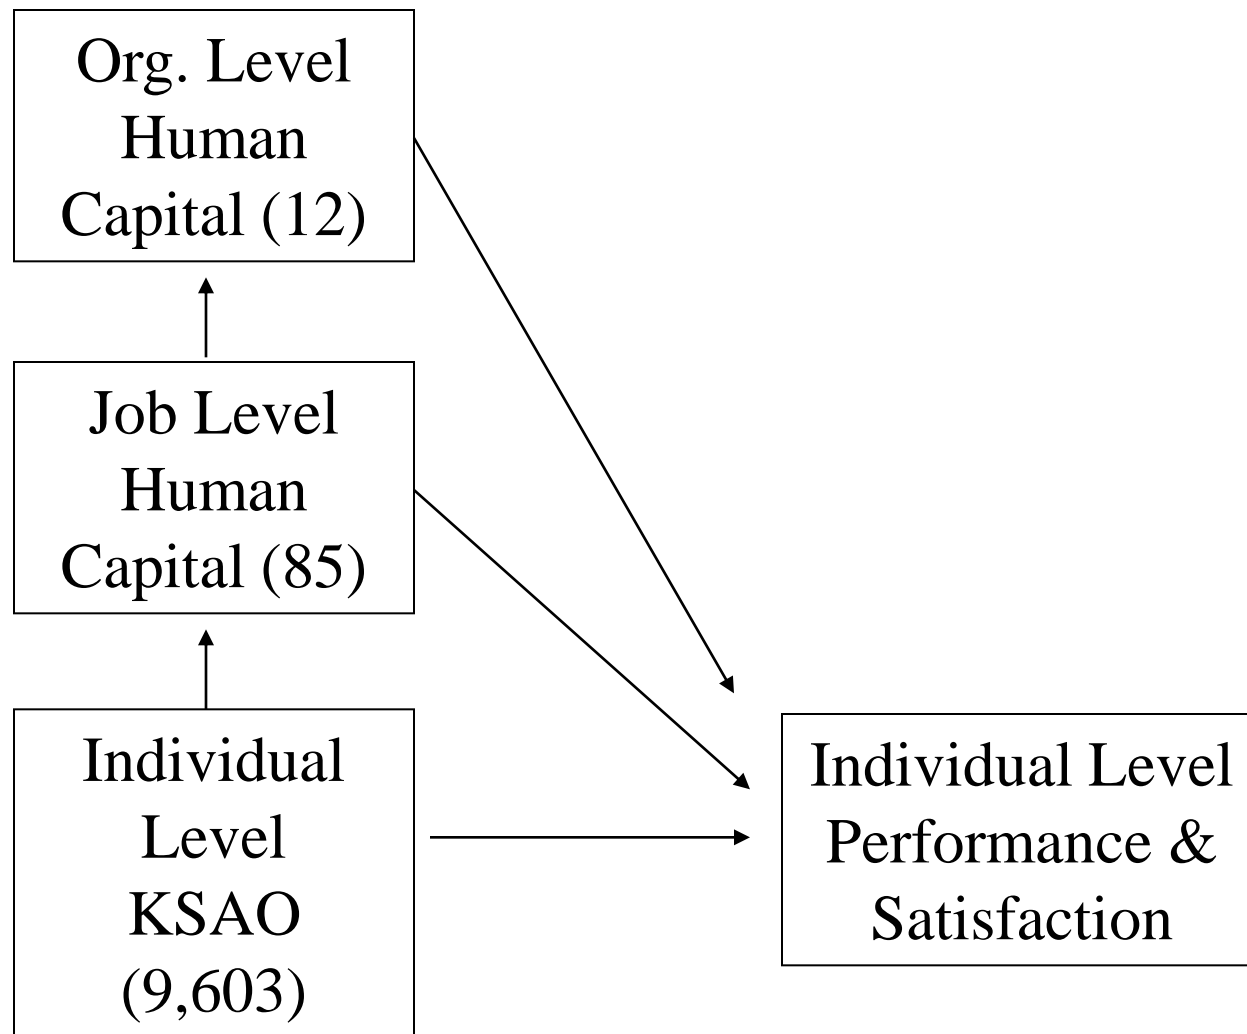 Org. Level
Human
Capital (12)
Job Level
Human
Capital (85)
Individual
Level
KSAO
(9,603)
Individual Level
Performance &
Satisfaction